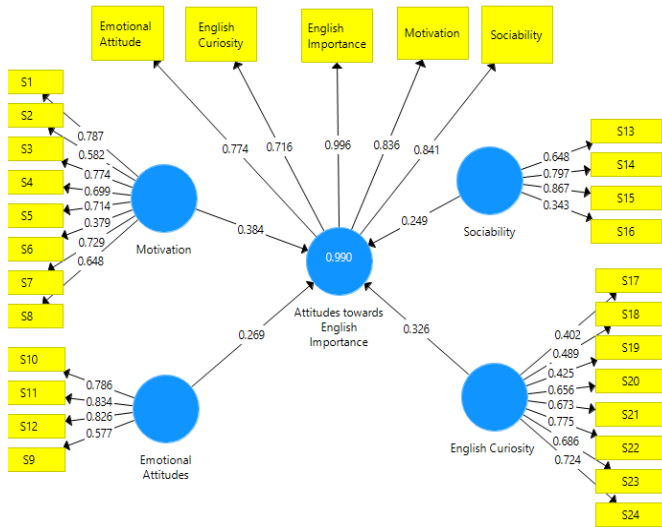 Emotional
Attitude
English
Curiosity
English
Importance
Motivation
Sociability
S1
S2
S3
S4
S5
S6
S7
S8
0.787
0.582
0.774
0.699
0.714
0.379
0.729
0.648
Motivation
0.774
0.716
0.996
0.836
0.841
0.384
0.249
0.990
Attitudes towards
English
Importance
0.269
0.326
S13
S14
S15
S16
0.648
0.797
0.867
0.343
Sociability
S10
S11
S12
S9
0.786
0.834
0.826
0.577
Emotional
Attitudes
S17
S18
S19
S20
S21
S22
S23
S24
0.402
0.489
0.425
0.656
0.673
0.775
0.686
0.724
English Curiosity